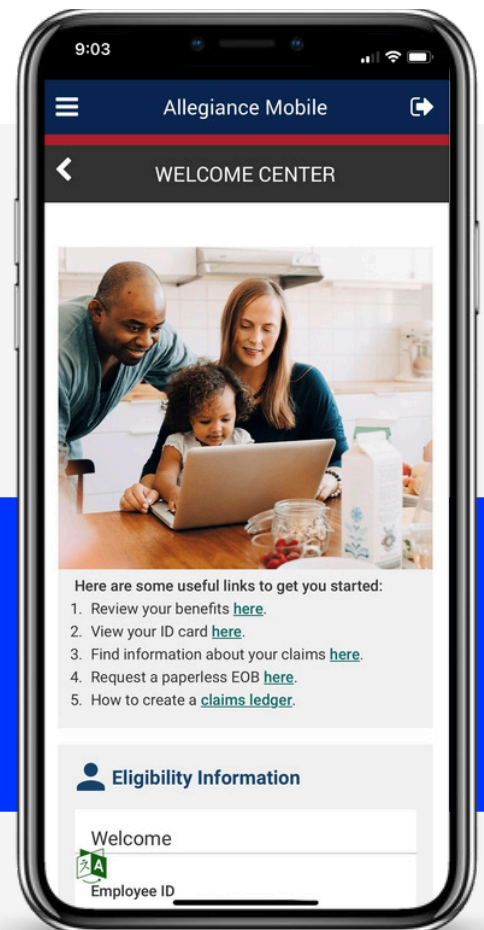 9:03
Allegiance Mobile
WELCOME CENTER
Here are some useful links to get you started:
1. Review your benefits here.
2. View your ID card here.
3. Find information about your claims here.
4. Request a paperless EOB here.
5. How to create a claims ledger.
Eligibility Information
Welcome
A
Employee ID